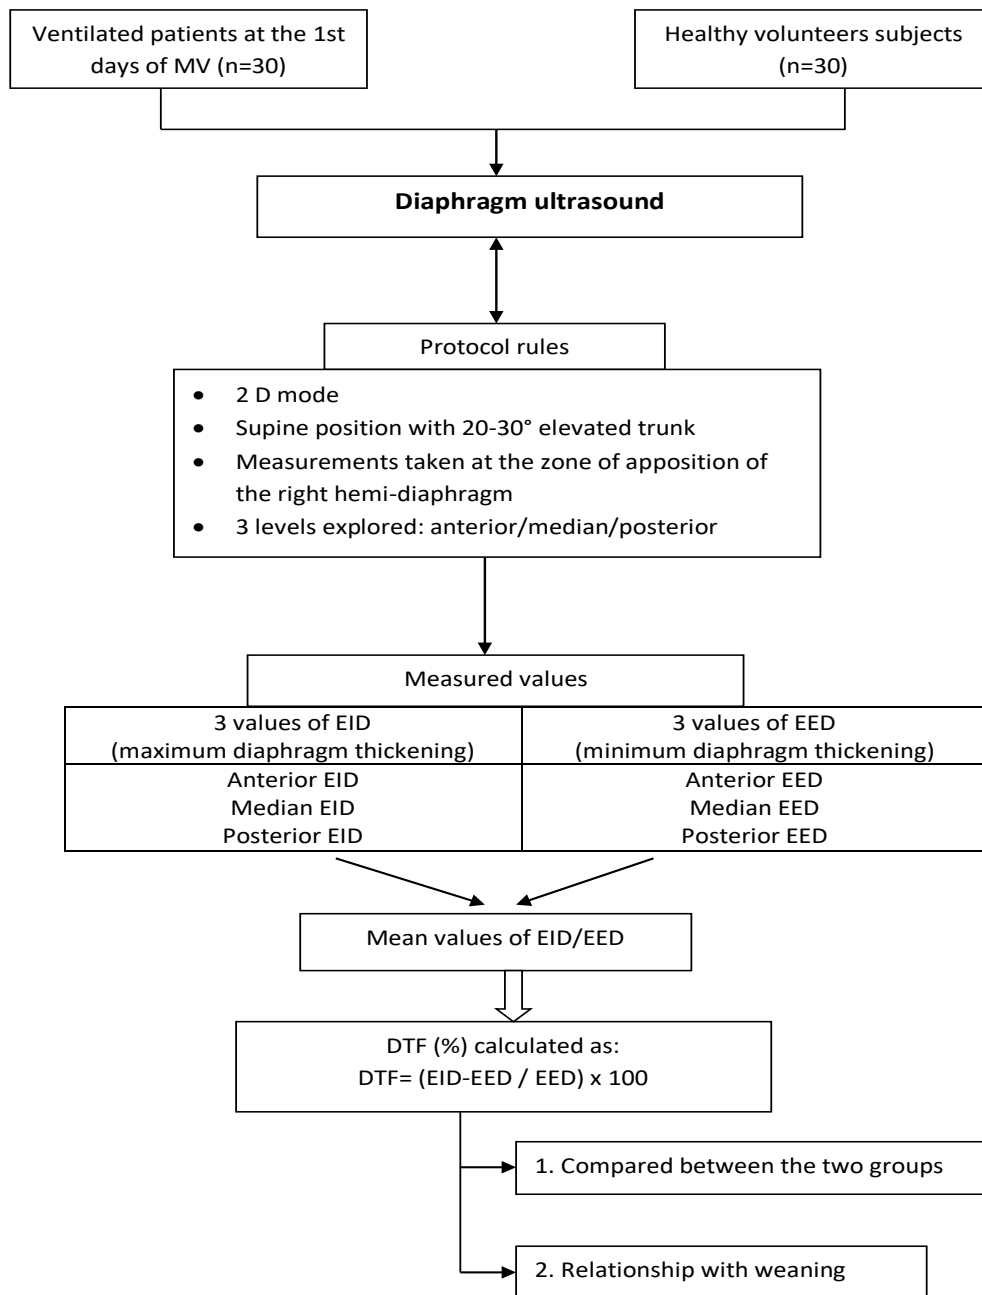 Ventilated patients at the 1st
days of MV (n=30)
Healthy volunteers subjects
(n=30)
Diaphragm ultrasound
Protocol rules
• 2 D mode
• Supine position with 20-30° elevated trunk
• Measurements taken at the zone of apposition of
the right hemi-diaphragm
• 3 levels explored: anterior/median/posterior
Measured values
3 values of EID
(maximum diaphragm thickening)
3 values of EED
(minimum diaphragm thickening)
Anterior EID
Median EID
Posterior EID
Anterior EED
Median EED
Posterior EED
Mean values of EID/EED
DTF (%) calculated as:
DTF= (EID-EED / EED) x 100
1. Compared between the two groups
2. Relationship with weaning